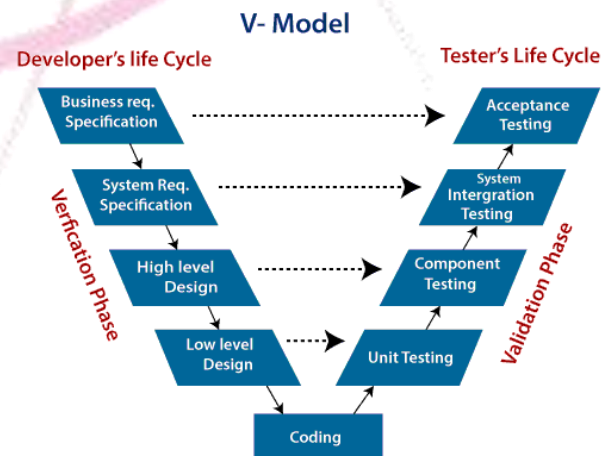 V- Model
Developer's life Cycle
Tester's Life Cycle
Business req.
Specification
Acceptance
Testing
System Req.
Specification
System
Intergration
Testing
Verfication Phase
High level
Design
Component
Testing
Validation Phase
Low level
Design
Unit Testing
Coding